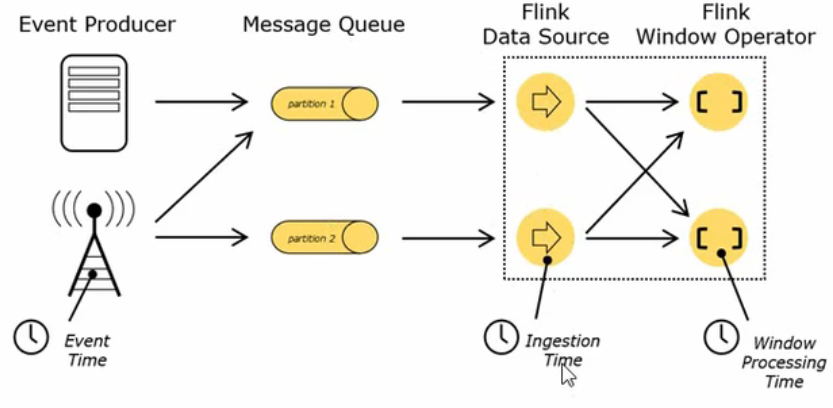 Event Producer
Message Queue
Flink
Data Source
Flink
Window Operator
partition 1
partition 2
Event
Time
Ingestion
Time
Window
Processing
Time